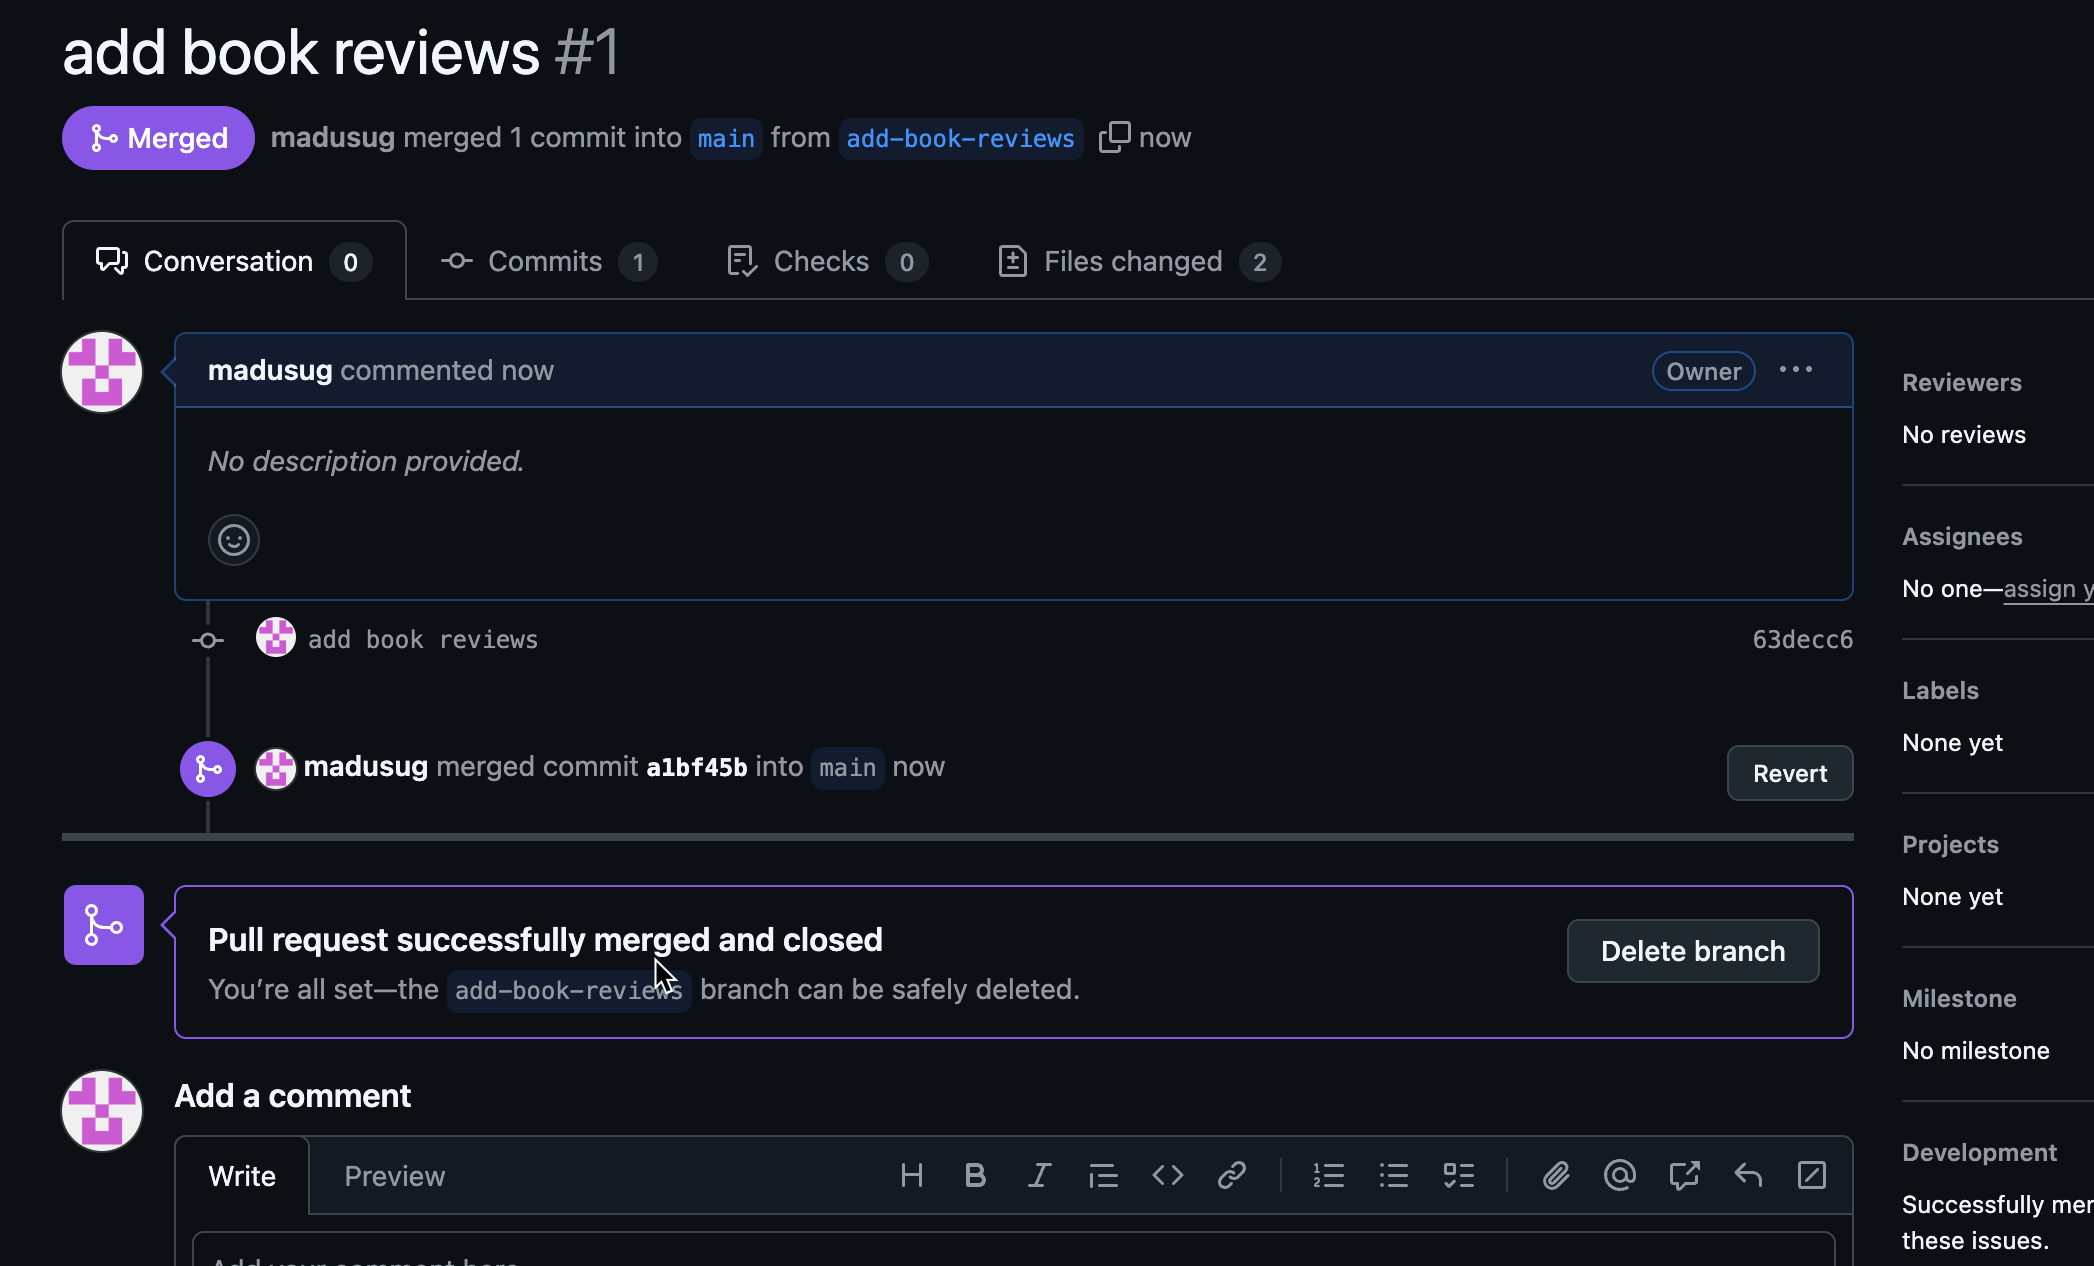 add book reviews #1
Merged madusug merged 1 commit into main from add-book-reviews now
Conversation 0 Commits 1 Checks 0 Files changed 2
madusug commented now Owner
No description provided.
add book reviews 63decc6
madusug merged commit a1bf45b into main now Revert
Pull request successfully merged and closed
You're all set—the add-book-reviews branch can be safely deleted.
Delete branch
Add a comment
Write Preview
Add your comment here
Reviewers
No reviews
Assignees
No one—assign y
Labels
None yet
Projects
None yet
Milestone
No milestone
Development
Successfully mer
these issues.